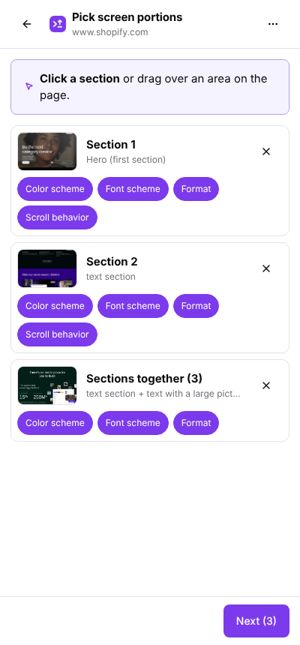 Pick screen portions
www.shopify.com
Click a section or drag over an area on the
page.
Section 1
Hero (first section)
Color scheme
Font scheme
Format
Scroll behavior
Section 2
text section
Color scheme
Font scheme
Format
Scroll behavior
Sections together (3)
text section + text with a large pict...
Color scheme
Font scheme
Format
Next (3)